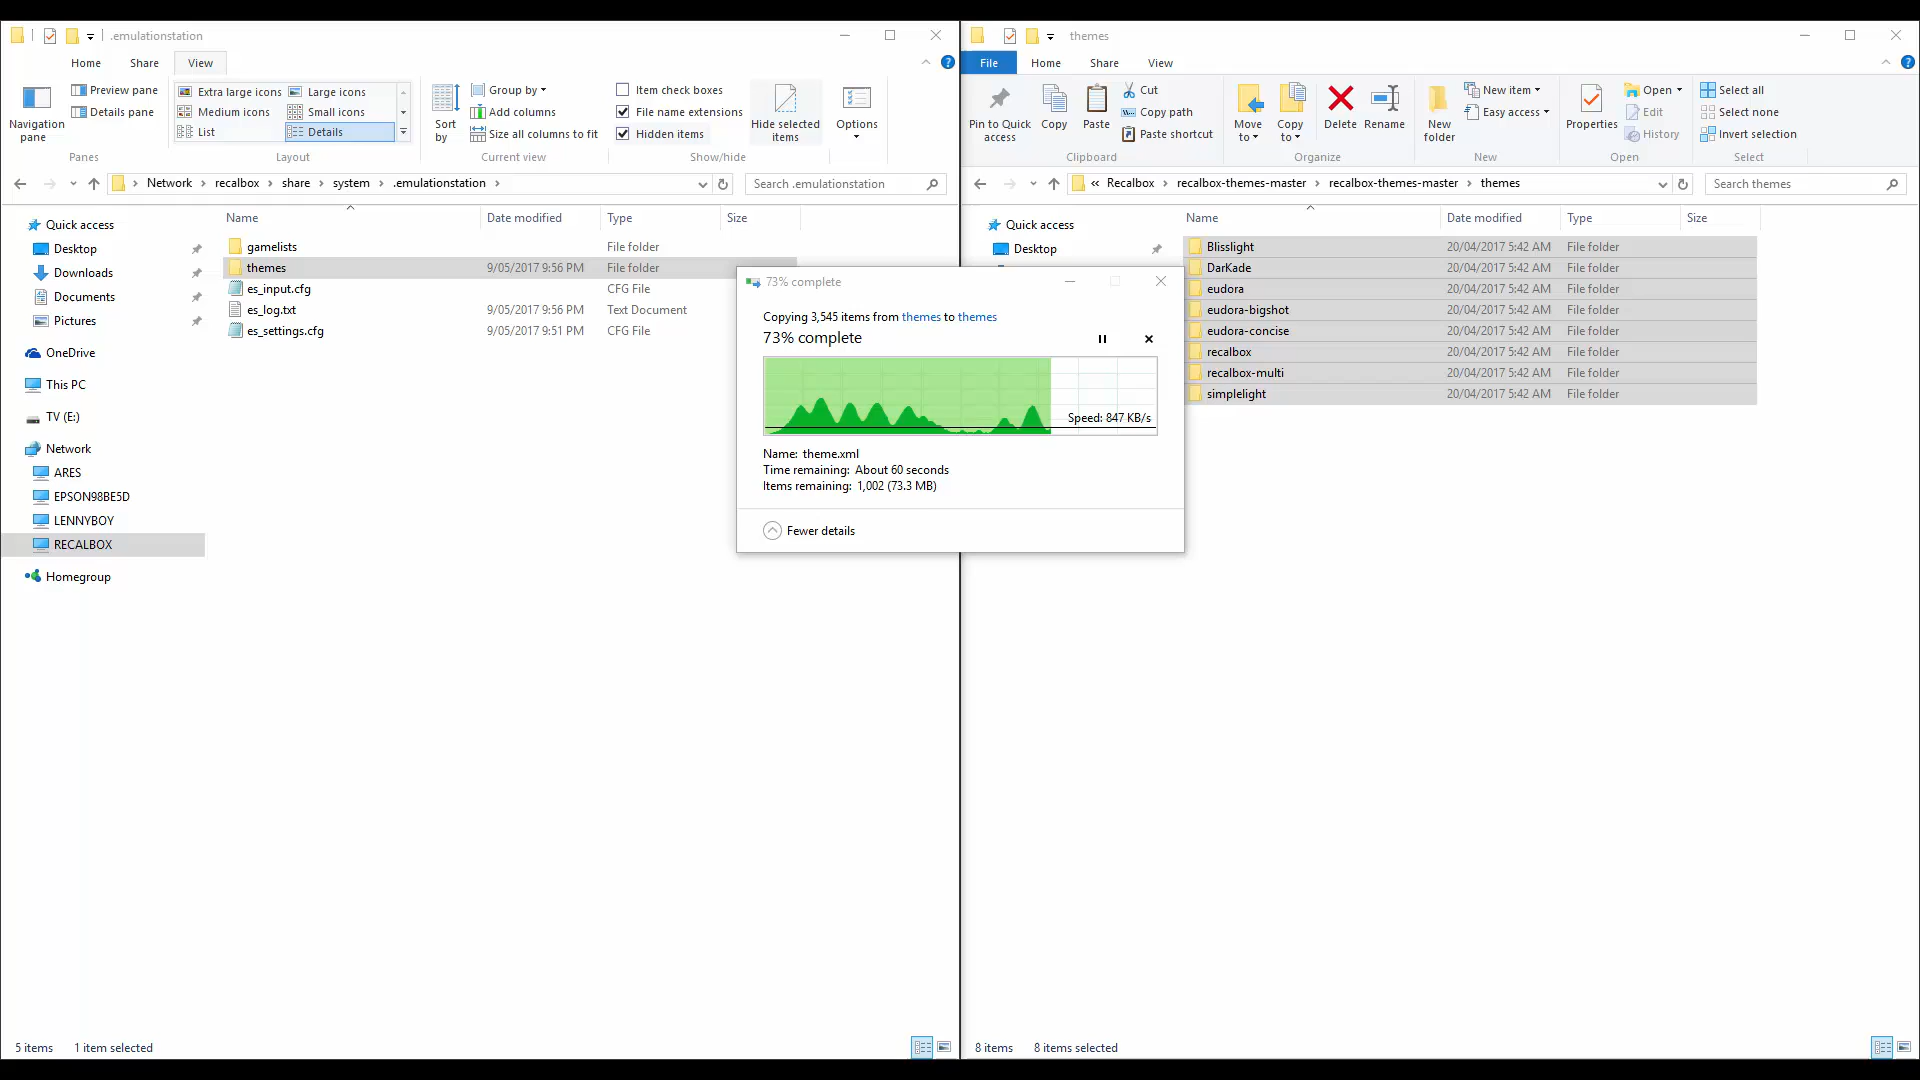 .emulationstation
Home Share View
Navigation pane
Preview pane
Details pane
Panes
Extra large icons Large icons
Medium icons Small icons
List Details
Layout
Sort by
Group by
Add columns
Size all columns to fit
Current view
Item check boxes
File name extensions
Hidden items
Hide selected items
Show/hide
Options
Network recalbox share system .emulationstation
Search .emulationstation
Quick access
Desktop
Downloads
Documents
Pictures
OneDrive
This PC
TV (E:)
Network
ARES
EPSON98BE5D
LENNYBOY
RECALBOX
Homegroup
Name Date modified Type Size
gamelists File folder
themes 9/05/2017 9:56 PM File folder
es_input.cfg CFG File
es_log.txt 9/05/2017 9:56 PM Text Document
es_settings.cfg 9/05/2017 9:51 PM CFG File
5 items 1 item selected
73% complete
Copying 3,545 items from themes to themes
73% complete
Speed: 847 KB/s
Name: theme.xml
Time remaining: About 60 seconds
Items remaining: 1,002 (73.3 MB)
Fewer details
themes
File Home Share View
Pin to Quick access
Copy
Paste
Cut
Copy path
Paste shortcut
Clipboard
Move to
Copy to
Delete
Rename
Organize
New folder
New item
Easy access
New
Properties
Open
Edit
History
Open
Select all
Select none
Invert selection
Select
« Recalbox recalbox-themes-master recalbox-themes-master themes
Search themes
Quick access
Desktop
Name Date modified Type Size
Blisslight 20/04/2017 5:42 AM File folder
DarKade 20/04/2017 5:42 AM File folder
eudora 20/04/2017 5:42 AM File folder
eudora-bigshot 20/04/2017 5:42 AM File folder
eudora-concise 20/04/2017 5:42 AM File folder
recalbox 20/04/2017 5:42 AM File folder
recalbox-multi 20/04/2017 5:42 AM File folder
simplelight 20/04/2017 5:42 AM File folder
8 items 8 items selected